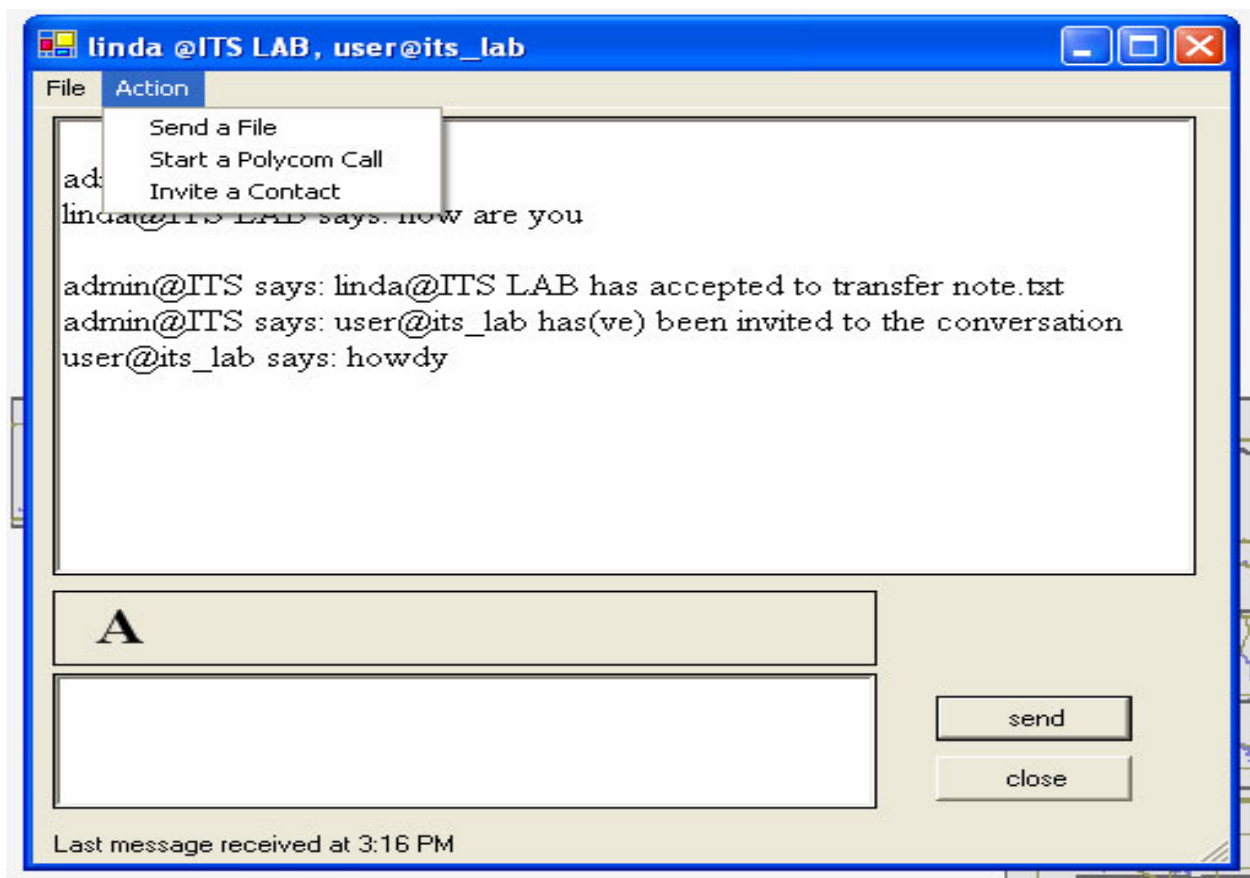 linda @ITS LAB, user@its_lab
File Action
Send a File
Start a Polycom Call
Invite a Contact
linda@ITS LAB says: how are you
admin@ITS says: linda@ITS LAB has accepted to transfer note.txt
admin@ITS says: user@its_lab has(ve) been invited to the conversation
user@its_lab says: howdy
A
send
close
Last message received at 3:16 PM